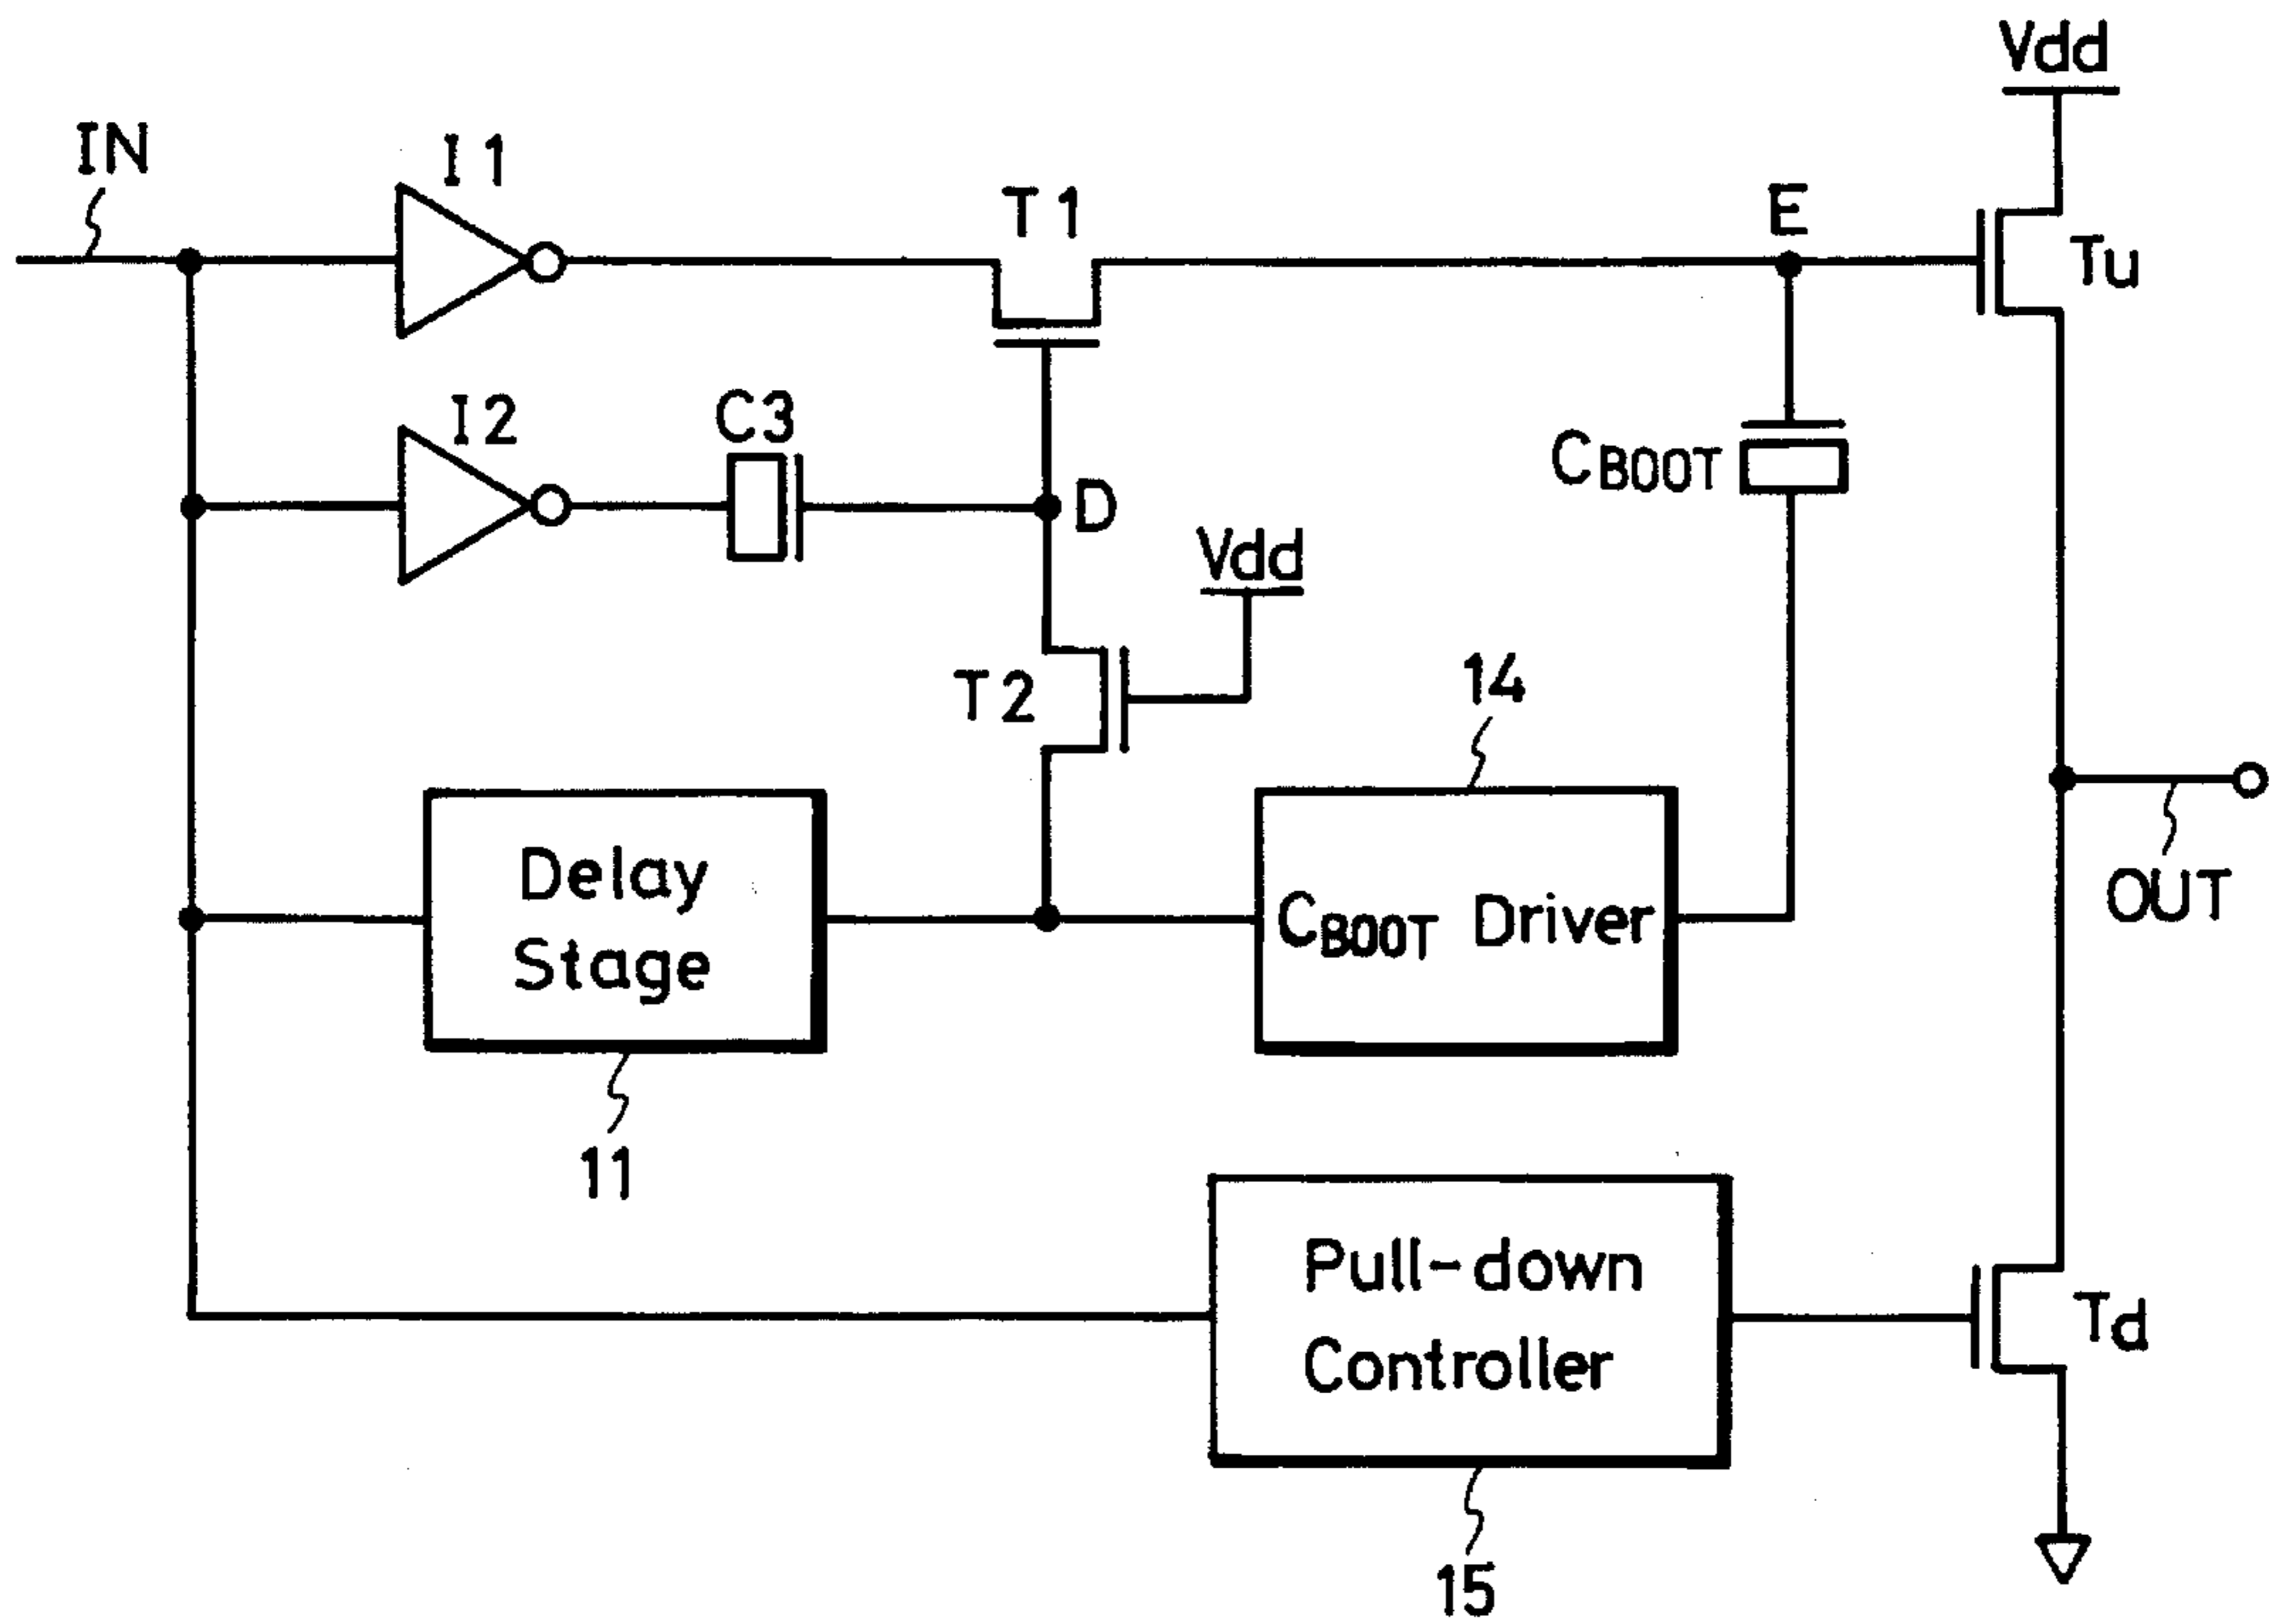 Vdd
IN
I1
T1
E
Tu
I2
C3
CBOOT
D
Vdd
T2
14
Delay
Stage
CBOOT Driver
OUT
11
Pull-down
Controller
Td
15